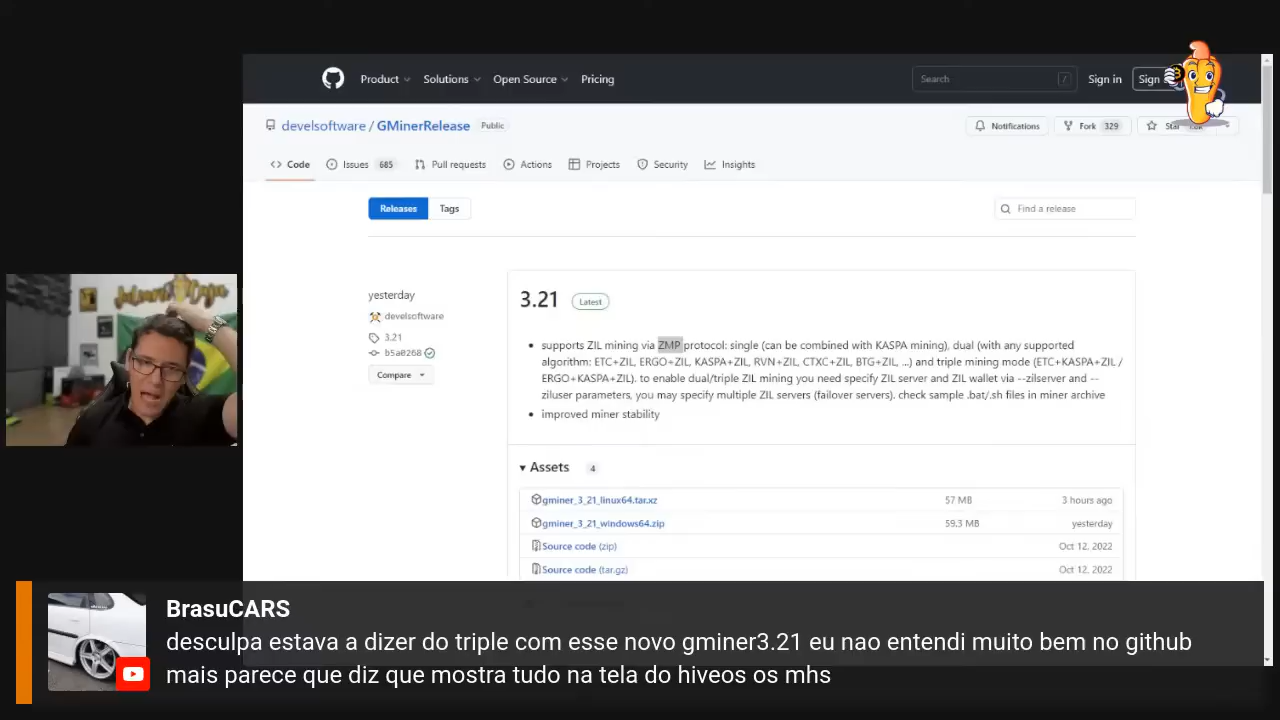 Product
Solutions
Open Source
Pricing
Search
/
Sign in
Sign
develsoftware / GMinerRelease
Public
Notifications
Fork 329
Code
Issues 685
Pull requests
Actions
Projects
Security
Insights
Releases
Tags
Find a release
yesterday
develsoftware
3.21
b5a0268
Compare
3.21
Latest
supports ZIL mining via ZMP protocol: single (can be combined with KASPA mining), dual (with any supported
algorithm: ETC+ZIL, ERGO+ZIL, KASPA+ZIL, RVN+ZIL, CTXC+ZIL, BTG+ZIL, ...) and triple mining mode (ETC+KASPA+ZIL /
ERGO+KASPA+ZIL). to enable dual/triple ZIL mining you need specify ZIL server and ZIL wallet via --zilserver and --
ziluser parameters, you may specify multiple ZIL servers (failover servers). check sample .bat/.sh files in miner archive
improved miner stability
Assets 4
gminer_3_21_linux64.tar.xz
57 MB
3 hours ago
gminer_3_21_windows64.zip
59.3 MB
yesterday
Source code (zip)
Oct 12, 2022
Source code (tar.gz)
Oct 12, 2022
BrasuCARS
desculpa estava a dizer do triple com esse novo gminer3.21 eu nao entendi muito bem no github
mais parece que diz que mostra tudo na tela do hiveos os mhs